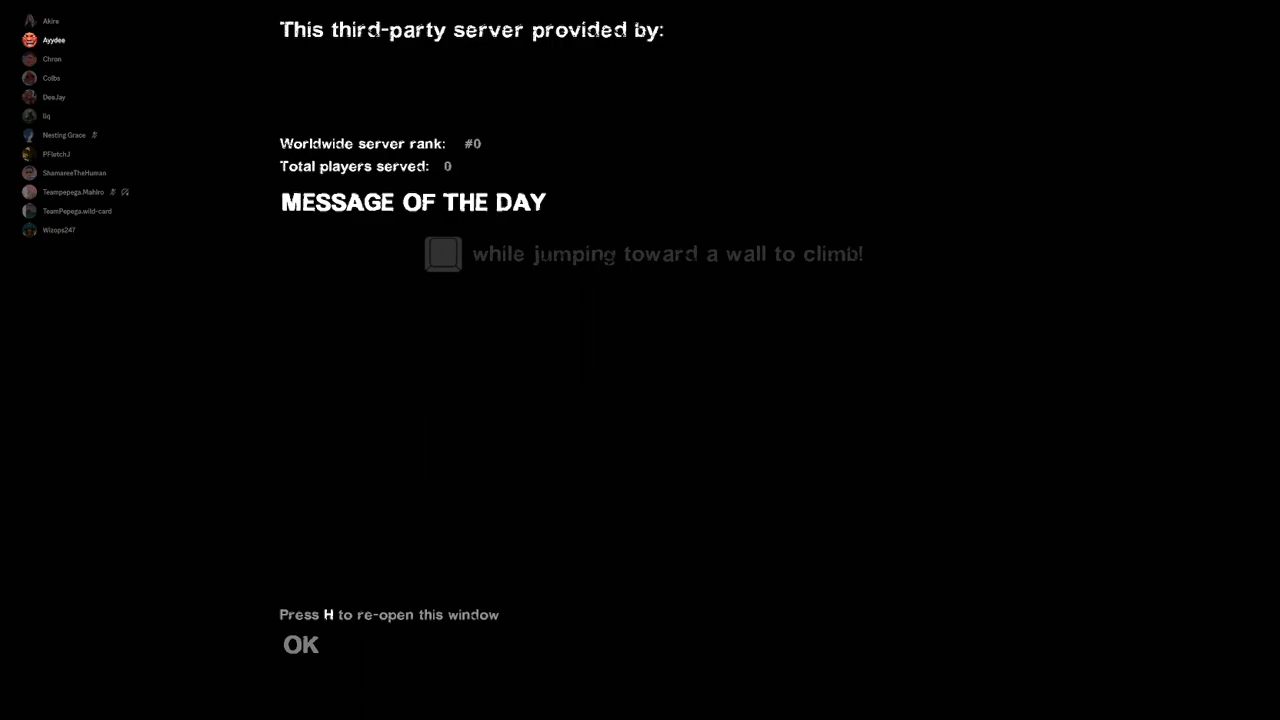 Akire
Ayydee
Chron
Colbs
DeeJay
liq
Nesting Grace
PFletchJ
ShamareeTheHuman
Teampepega.Mahiro
TeamPepega.wild-card
Wizops247
This third-party server provided by:
Worldwide server rank: #0
Total players served: 0
MESSAGE OF THE DAY
while jumping toward a wall to climb!
Press H to re-open this window
OK